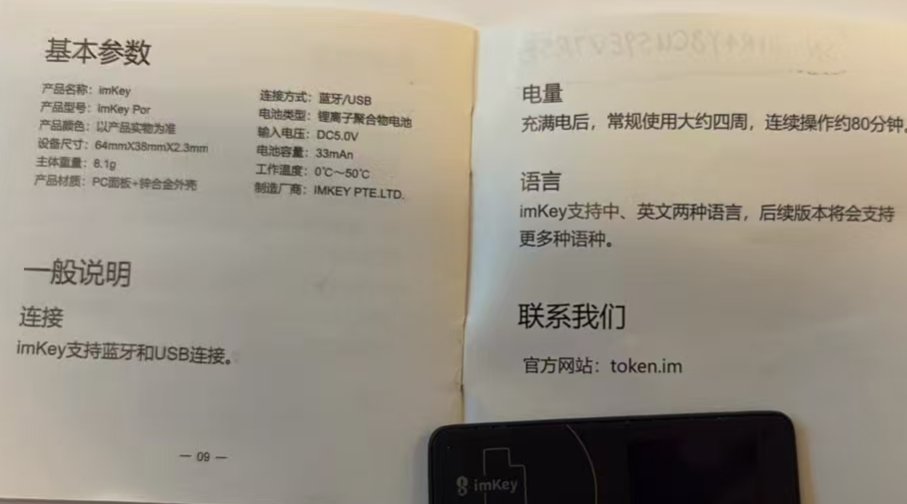 基本参数
产品名称：imKey
产品型号：imKey Por
产品颜色：以产品实物为准
设备尺寸：64mmX38mmX2.3mm
主体重量：8.1g
产品材质：PC面板+锌合金外壳
连接方式：蓝牙/USB
电池类型：锂离子聚合物电池
输入电压：DC5.0V
电池容量：33mAn
工作温度：0℃～50℃
制造厂商：IMKEY PTE.LTD.
一般说明
连接
imKey支持蓝牙和USB连接。
— 09 —
电量
充满电后，常规使用大约四周，连续操作约80分钟。
语言
imKey支持中、英文两种语言，后续版本将会支持
更多种语种。
联系我们
官方网站：token.im
imKey